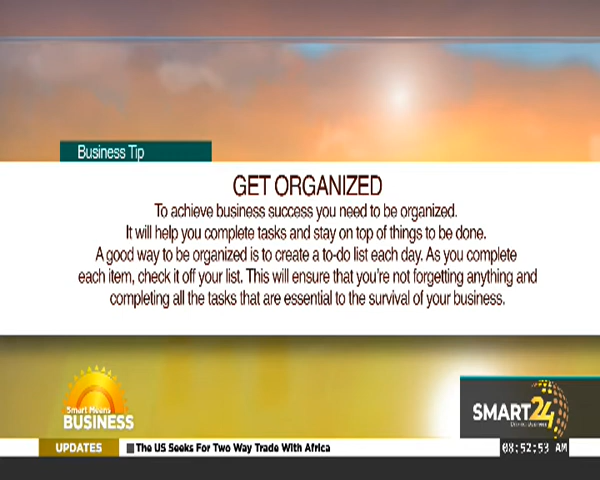 Business Tip
GET ORGANIZED
To achieve business success you need to be organized.
It will help you complete tasks and stay on top of things to be done.
A good way to be organized is to create a to-do list each day. As you complete
each item, check it off your list. This will ensure that you're not forgetting anything and
completing all the tasks that are essential to the survival of your business.
Smart Means
BUSINESS
SMART24
UPDATES
The US Seeks For Two Way Trade With Africa
08:52:53 AM